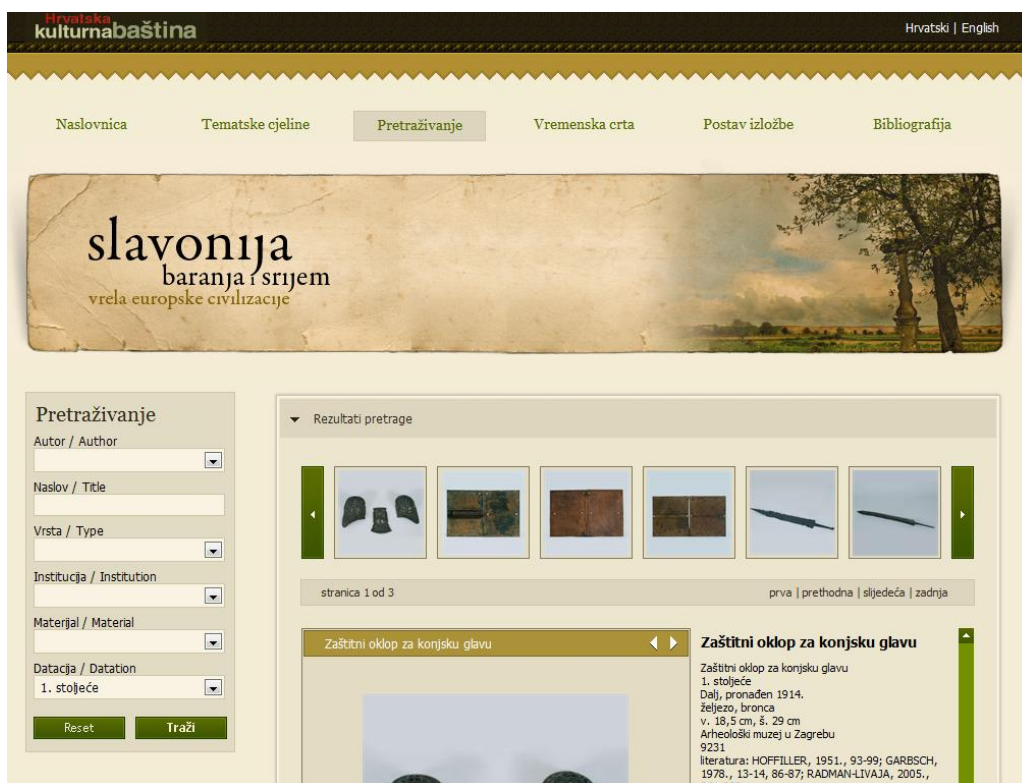 Hrvatska
kulturnabaština
Hrvatski | English
Naslovnica
Tematske cjeline
Pretraživanje
Vremenska crta
Postav izložbe
Bibliografija
slavonija
baranja i srijem
vrela europske civilizacije
Pretraživanje
Autor / Author
Naslov / Title
Vrsta / Type
Institucija / Institution
Materijal / Material
Datacija / Datation
1. stoljeće
Reset
Traži
Rezultati pretrage
stranica 1 od 3
prva | prethodna | slijedeća | zadnja
Zaštitni oklop za konjsku glavu
Zaštitni oklop za konjsku glavu
Zaštitni oklop za konjsku glavu
1. stoljeće
Dalj, pronađen 1914.
željezo, bronca
v. 18,5 cm, š. 29 cm
Arheološki muzej u Zagrebu
9231
literatura: HOFFILLER, 1951., 93-99; GARBSCH,
1978., 13-14, 86-87; RADMAN-LIVAJA, 2005.,